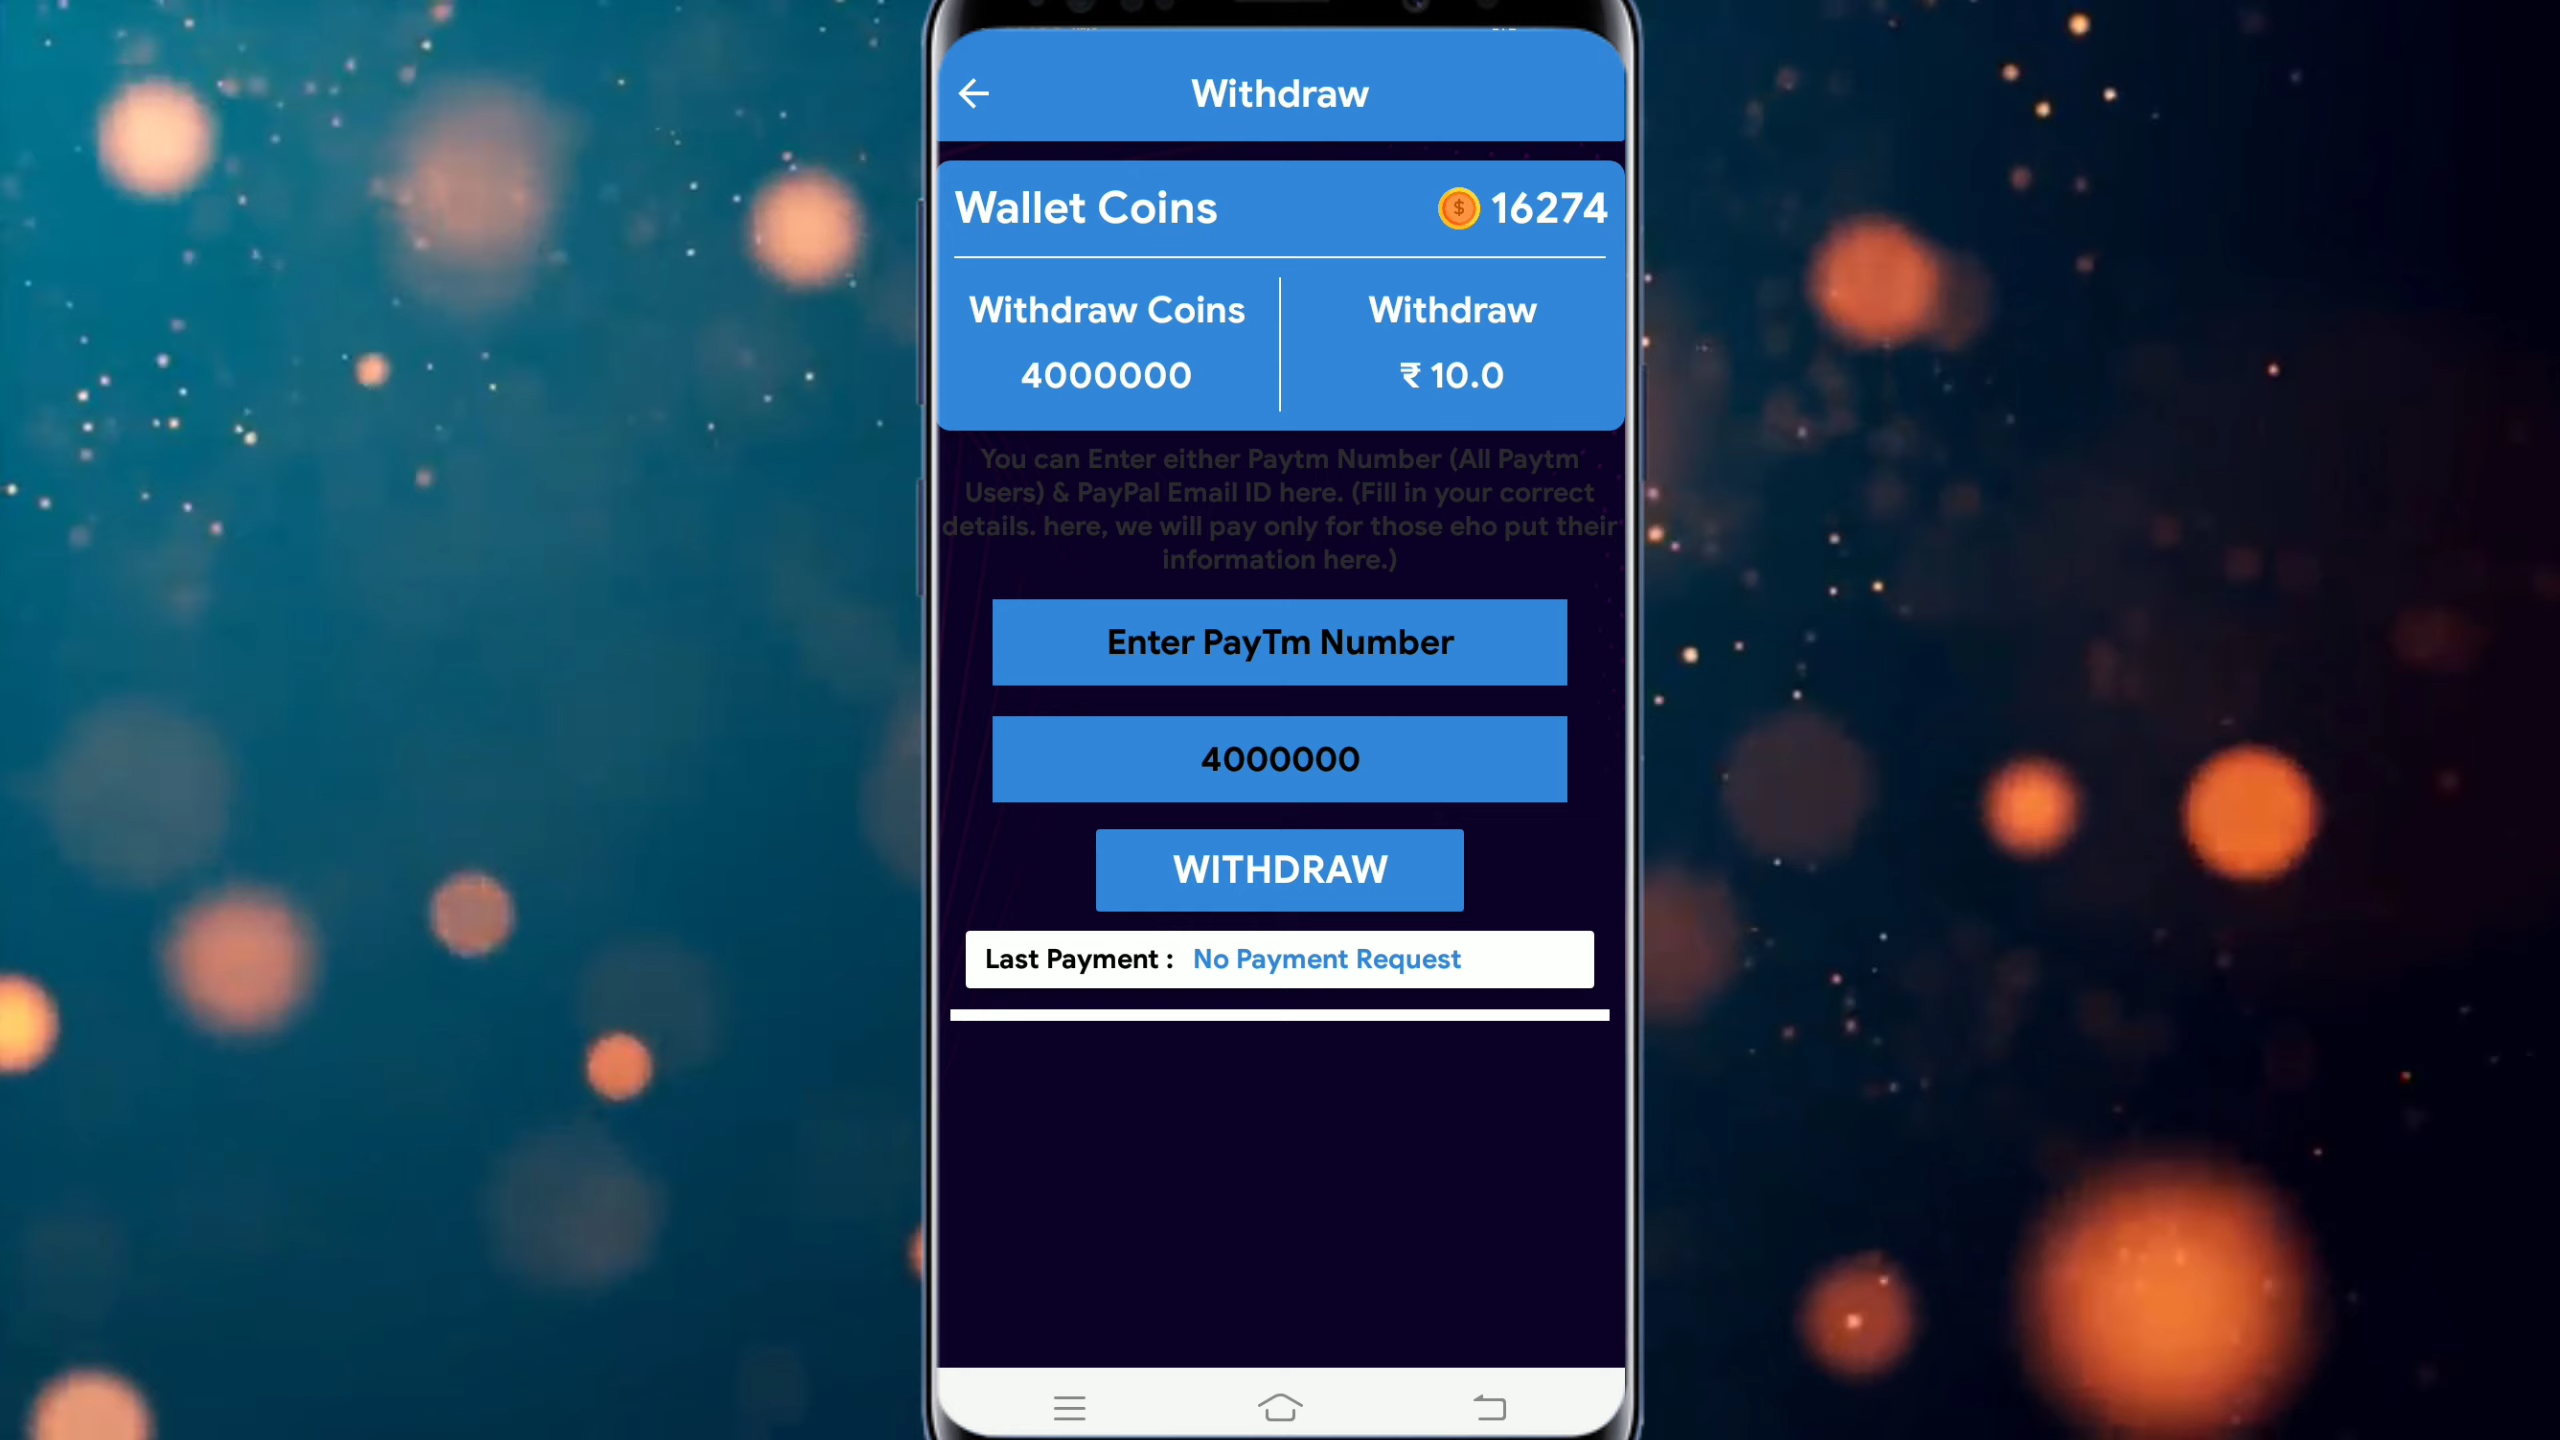 Withdraw
Wallet Coins $ 16274
Withdraw Coins Withdraw
4000000 ₹ 10.0
You can Enter either Paytm Number (All Paytm
Users) & PayPal Email ID here. (Fill in your correct
details. here, we will pay only for those eho put their
information here.)
Enter PayTm Number
4000000
WITHDRAW
Last Payment : No Payment Request